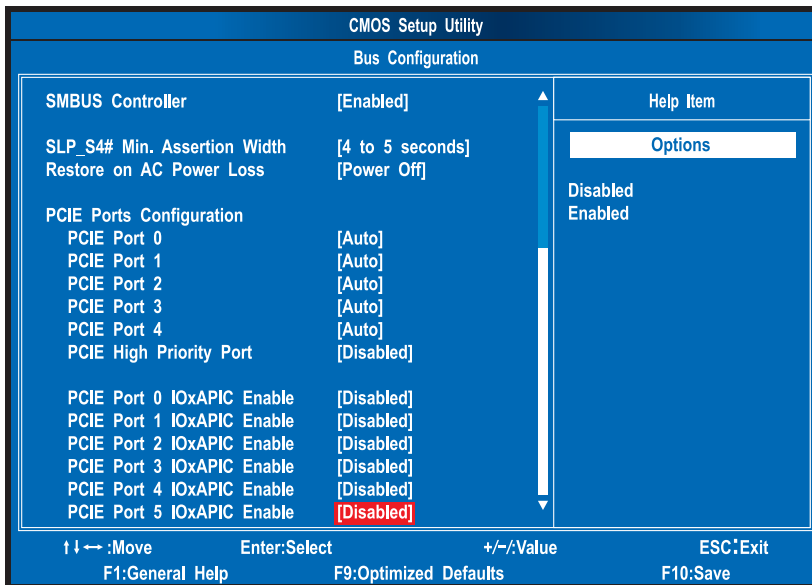 CMOS Setup Utility
Bus Configuration
SMBUS Controller [Enabled]
SLP_S4# Min. Assertion Width [4 to 5 seconds]
Restore on AC Power Loss [Power Off]
PCIE Ports Configuration
PCIE Port 0 [Auto]
PCIE Port 1 [Auto]
PCIE Port 2 [Auto]
PCIE Port 3 [Auto]
PCIE Port 4 [Auto]
PCIE High Priority Port [Disabled]
PCIE Port 0 IOxAPIC Enable [Disabled]
PCIE Port 1 IOxAPIC Enable [Disabled]
PCIE Port 2 IOxAPIC Enable [Disabled]
PCIE Port 3 IOxAPIC Enable [Disabled]
PCIE Port 4 IOxAPIC Enable [Disabled]
PCIE Port 5 IOxAPIC Enable [Disabled]
Help Item
Options
Disabled
Enabled
↑↓↔ :Move Enter:Select +/-/:Value ESC:Exit
F1:General Help F9:Optimized Defaults F10:Save